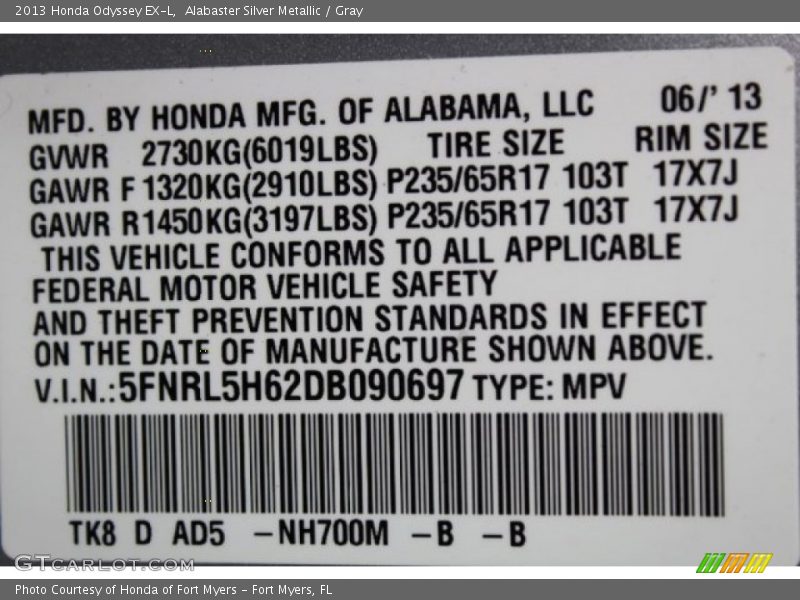 2013 Honda Odyssey EX-L,  Alabaster Silver Metallic / Gray
MFD. BY HONDA MFG. OF ALABAMA, LLC 06/' 13
GVWR 2730KG(6019LBS) TIRE SIZE RIM SIZE
GAWR F 1320KG(2910LBS) P235/65R17 103T 17X7J
GAWR R1450KG(3197LBS) P235/65R17 103T 17X7J
THIS VEHICLE CONFORMS TO ALL APPLICABLE
FEDERAL MOTOR VEHICLE SAFETY
AND THEFT PREVENTION STANDARDS IN EFFECT
ON THE DATE OF MANUFACTURE SHOWN ABOVE.
V.I.N.:5FNRL5H62DB090697 TYPE: MPV
TK8 D AD5 -NH700M -B -B
GTCARLOT.COM
Photo Courtesy of Honda of Fort Myers - Fort Myers, FL